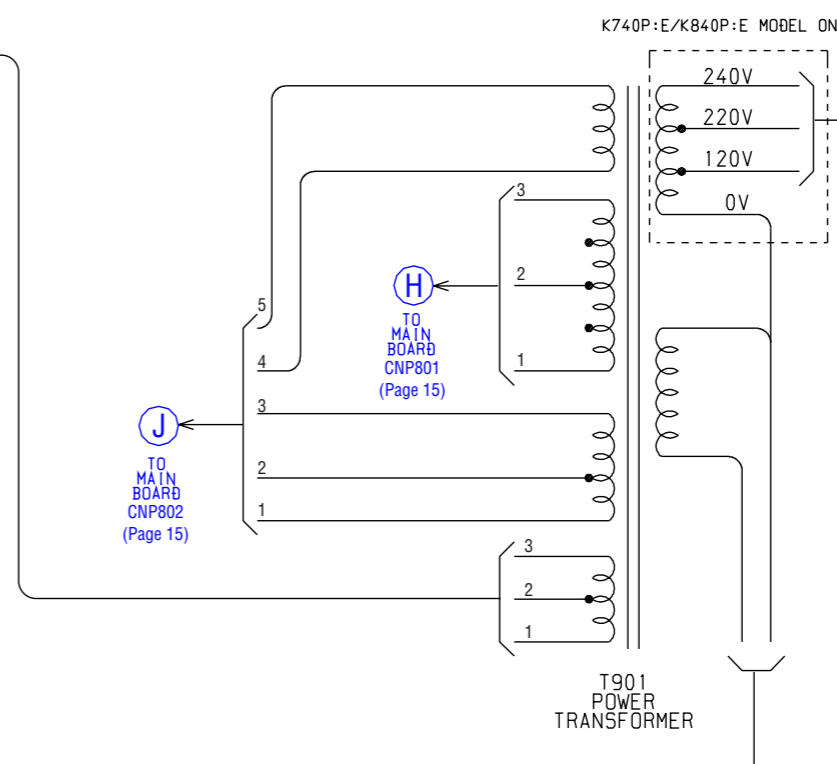 K740P:E/K840P:E MODEL ON
240V
220V
120V
0V
3
2
1
H
TO
MAIN
BOARD
CNP801
(Page 15)
5
4
3
2
1
J
TO
MAIN
BOARD
CNP802
(Page 15)
3
2
1
T901
POWER
TRANSFORMER